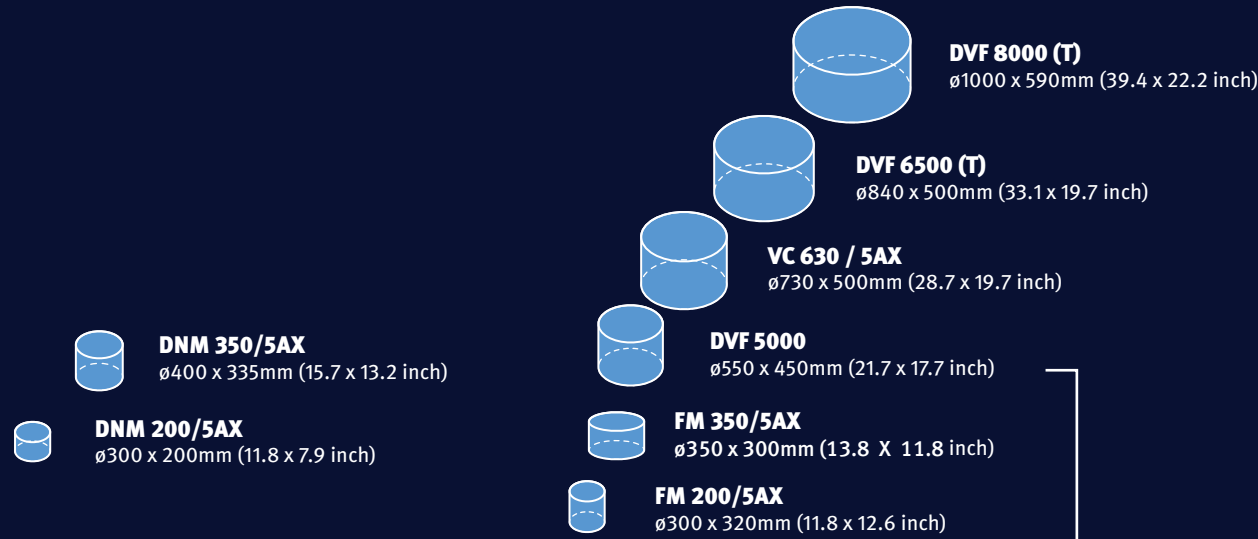 DVF 8000 (T)
ø1000 x 590mm (39.4 x 22.2 inch)
DVF 6500 (T)
ø840 x 500mm (33.1 x 19.7 inch)
VC 630 / 5AX
ø730 x 500mm (28.7 x 19.7 inch)
DNM 350/5AX
ø400 x 335mm (15.7 x 13.2 inch)
DVF 5000
ø550 x 450mm (21.7 x 17.7 inch)
DNM 200/5AX
ø300 x 200mm (11.8 x 7.9 inch)
FM 350/5AX
ø350 x 300mm (13.8 X 11.8 inch)
FM 200/5AX
ø300 x 320mm (11.8 x 12.6 inch)